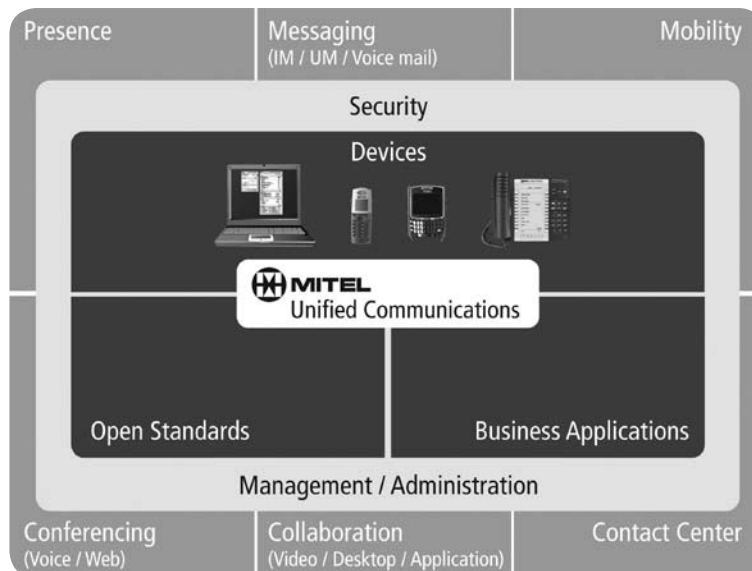 Presence
Messaging
(IM / UM / Voice mail)
Mobility
Security
Devices
MITEL
Unified Communications
Open Standards
Business Applications
Management / Administration
Conferencing
(Voice / Web)
Collaboration
(Video / Desktop / Application)
Contact Center